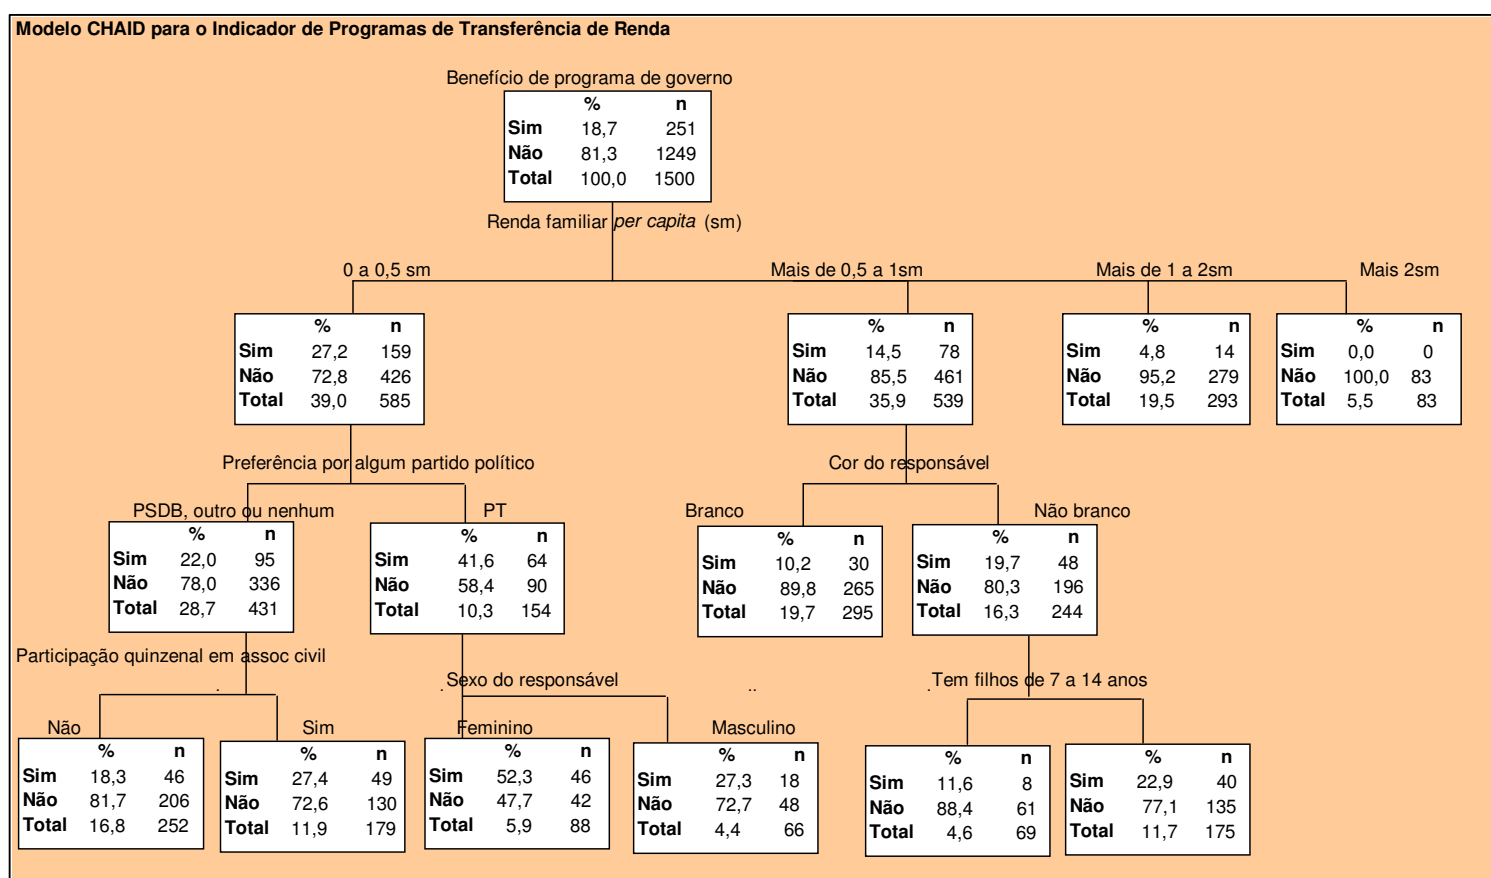 Modelo CHAID para o Indicador de Programas de Transferência de Renda
Benefício de programa de governo
% n
Sim 18,7 251
Não 81,3 1249
Total 100,0 1500
Renda familiar per capita (sm)
0 a 0,5 sm
% n
Sim 27,2 159
Não 72,8 426
Total 39,0 585
Mais de 0,5 a 1sm
% n
Sim 14,5 78
Não 85,5 461
Total 35,9 539
Mais de 1 a 2sm
% n
Sim 4,8 14
Não 95,2 279
Total 19,5 293
Mais 2sm
% n
Sim 0,0 0
Não 100,0 83
Total 5,5 83
Preferência por algum partido político
PSDB, outro ou nenhum
% n
Sim 22,0 95
Não 78,0 336
Total 28,7 431
PT
% n
Sim 41,6 64
Não 58,4 90
Total 10,3 154
Cor do responsável
Branco
% n
Sim 10,2 30
Não 89,8 265
Total 19,7 295
Não branco
% n
Sim 19,7 48
Não 80,3 196
Total 16,3 244
Participação quinzenal em assoc civil
Não
% n
Sim 18,3 46
Não 81,7 206
Total 16,8 252
Sim
% n
Sim 27,4 49
Não 72,6 130
Total 11,9 179
Sexo do responsável
Feminino
% n
Sim 52,3 46
Não 47,7 42
Total 5,9 88
Masculino
% n
Sim 27,3 18
Não 72,7 48
Total 4,4 66
Tem filhos de 7 a 14 anos
% n
Sim 11,6 8
Não 88,4 61
Total 4,6 69
% n
Sim 22,9 40
Não 77,1 135
Total 11,7 175